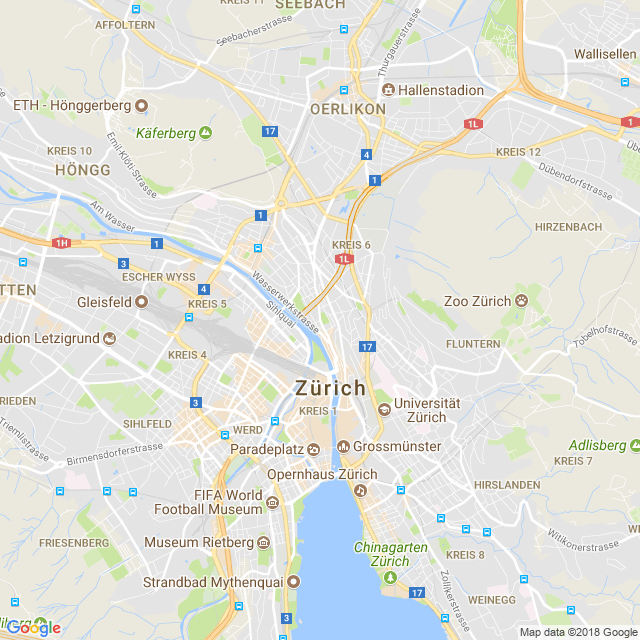 KREIS 11
SEEBACH
AFFOLTERN
Seebacherstrasse
Thurgauerstrasse
Wallisellen
Hallenstadion
ETH - Hönggerberg
OERLIKON
1L
1
Käferberg
17
KREIS 10
Emil-Klöti-Strasse
4
KREIS 12
HÖNGG
1
Dübendorfstrasse
Am Wasser
1
HIRZENBACH
1H
1
KREIS 6
3
1L
ESCHER WYSS
Wasserwerkstrasse
4
TTEN
Gleisfeld
KREIS 5
Sihlquai
Zoo Zürich
adion Letzigrund
Tobelhofstrasse
KREIS 4
17
FLUNTERN
Zürich
RIEDEN
3
KREIS 1
Universität
Zürich
Triemlistrasse
SIHLFELD
WERD
Birmensdorferstrasse
Paradeplatz
Grossmünster
Adlisberg
KREIS 7
Opernhaus Zürich
HIRSLANDEN
FIFA World
Football Museum
FRIESENBERG
Museum Rietberg
Chinagarten
Zürich
Witikonerstrasse
KREIS 8
Strandbad Mythenquai
Zollikerstrasse
17
WEINEGG
3
liberg
Google
Map data ©2018 Google